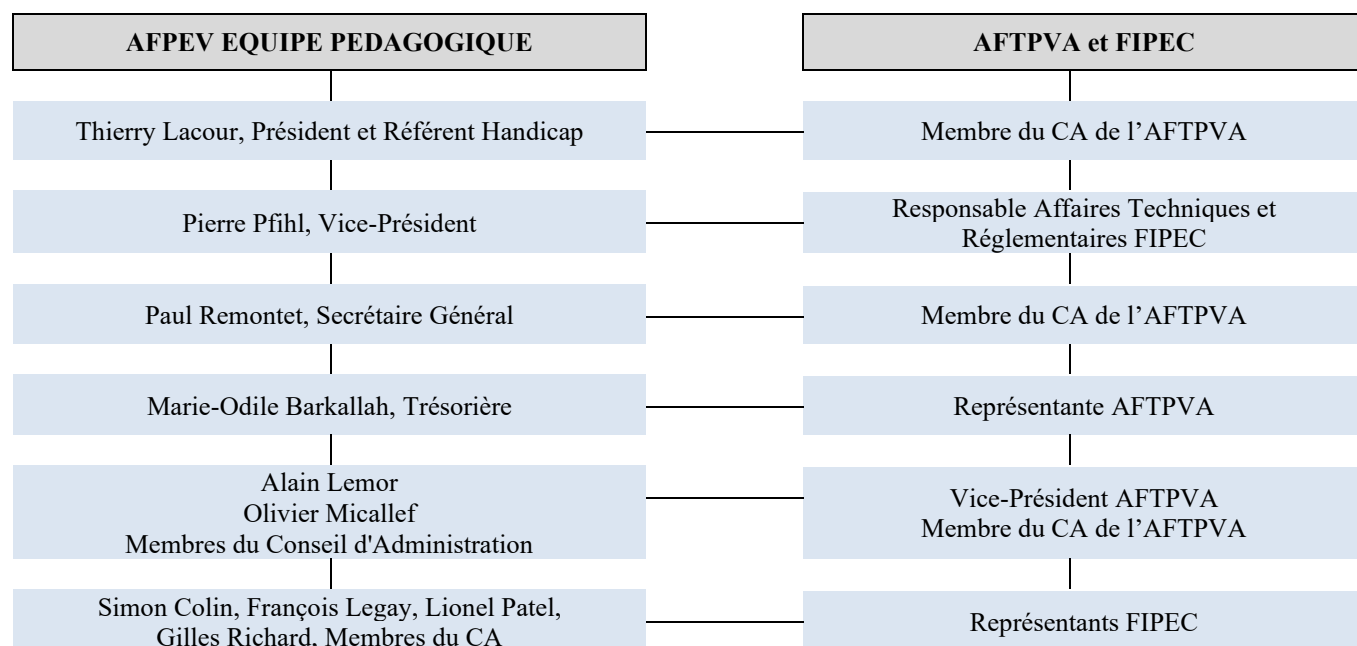 AFPEV EQUIPE PEDAGOGIQUE
AFTPVA et FIPEC
Thierry Lacour, Président et Référent Handicap
Membre du CA de l’AFTPVA
Pierre Pfihl, Vice-Président
Responsable Affaires Techniques et
Réglementaires FIPEC
Paul Remontet, Secrétaire Général
Membre du CA de l’AFTPVA
Marie-Odile Barkallah, Trésorière
Représentante AFTPVA
Alain Lemor
Olivier Micallef
Membres du Conseil d'Administration
Vice-Président AFTPVA
Membre du CA de l’AFTPVA
Simon Colin, François Legay, Lionel Patel,
Gilles Richard, Membres du CA
Représentants FIPEC